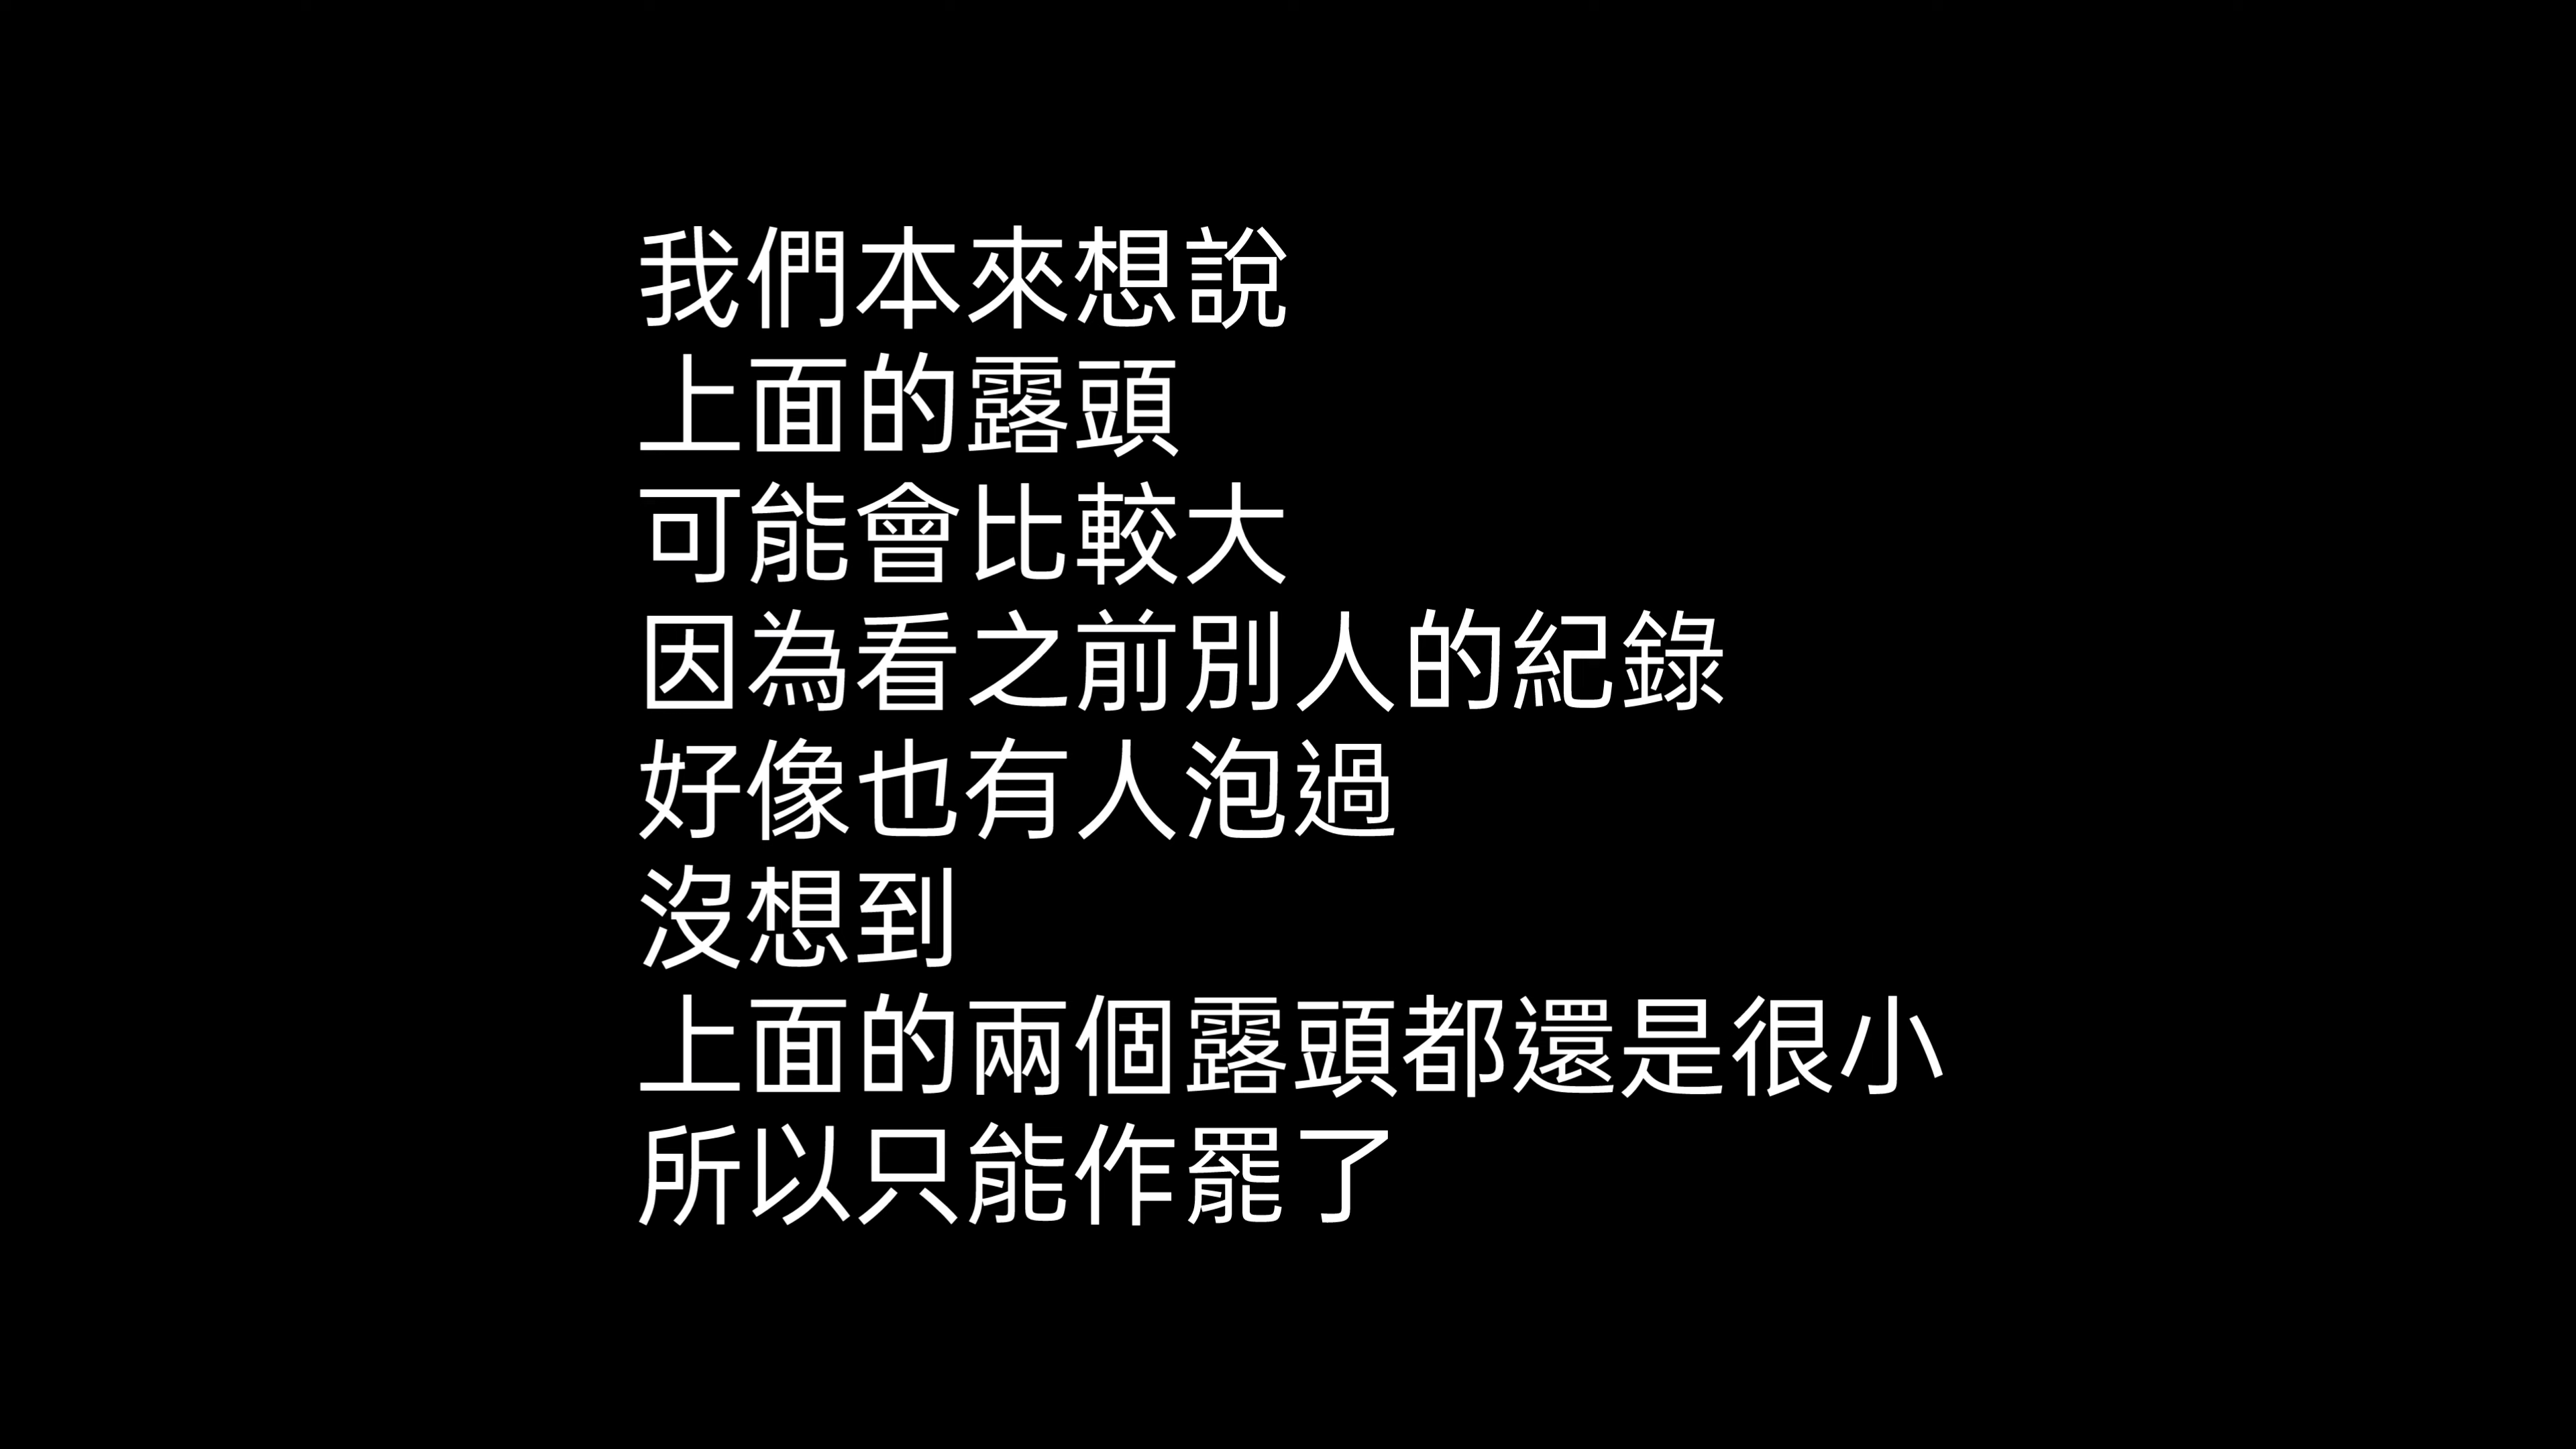 我們本來想說
上面的露頭
可能會比較大
因為看之前別人的紀錄
好像也有人泡過
沒想到
上面的兩個露頭都還是很小
所以只能作罷了